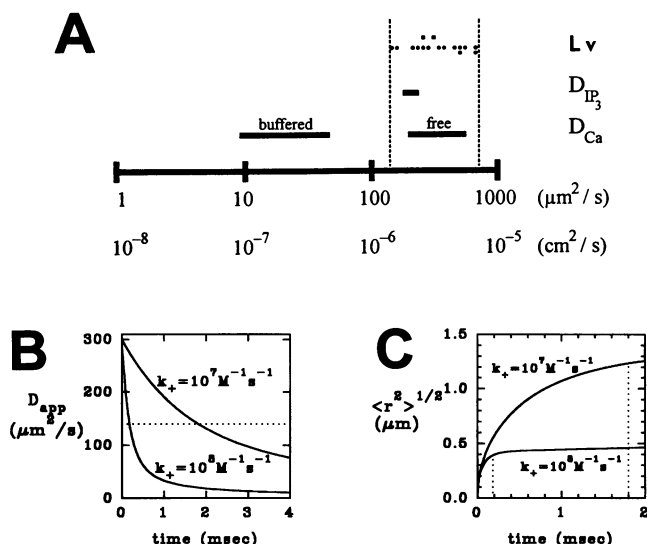 A
L v
D_IP3
buffered
free
D_Ca
1 10 100 1000 (μm²/s)
10⁻⁸ 10⁻⁷ 10⁻⁶ 10⁻⁵ (cm²/s)
B
300
200
100
0
D_app
(μm²/s)
k₊=10⁷M⁻¹s⁻¹
k₊=10⁸M⁻¹s⁻¹
0 1 2 3 4
time (msec)
C
1.5
1.0
0.5
0.0
<r²>^1/2
(μm)
k₊=10⁷M⁻¹s⁻¹
k₊=10⁸M⁻¹s⁻¹
0 1 2
time (msec)